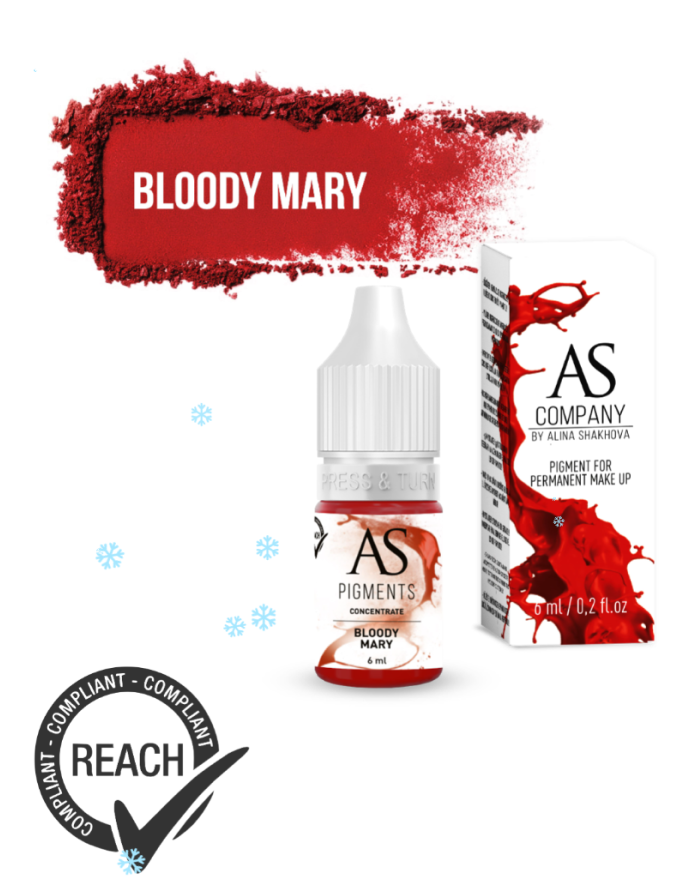 BLOODY MARY
AS
COMPANY
BY ALINA SHAKHOVA
PIGMENT FOR
PERMANENT MAKE UP
6 ml / 0,2 fl.oz
PRESS & TURN
AS
PIGMENTS
CONCENTRATE
BLOODY
MARY
6 ml
COMPLIANT - COMPLIANT - COMPLIANT
REACH